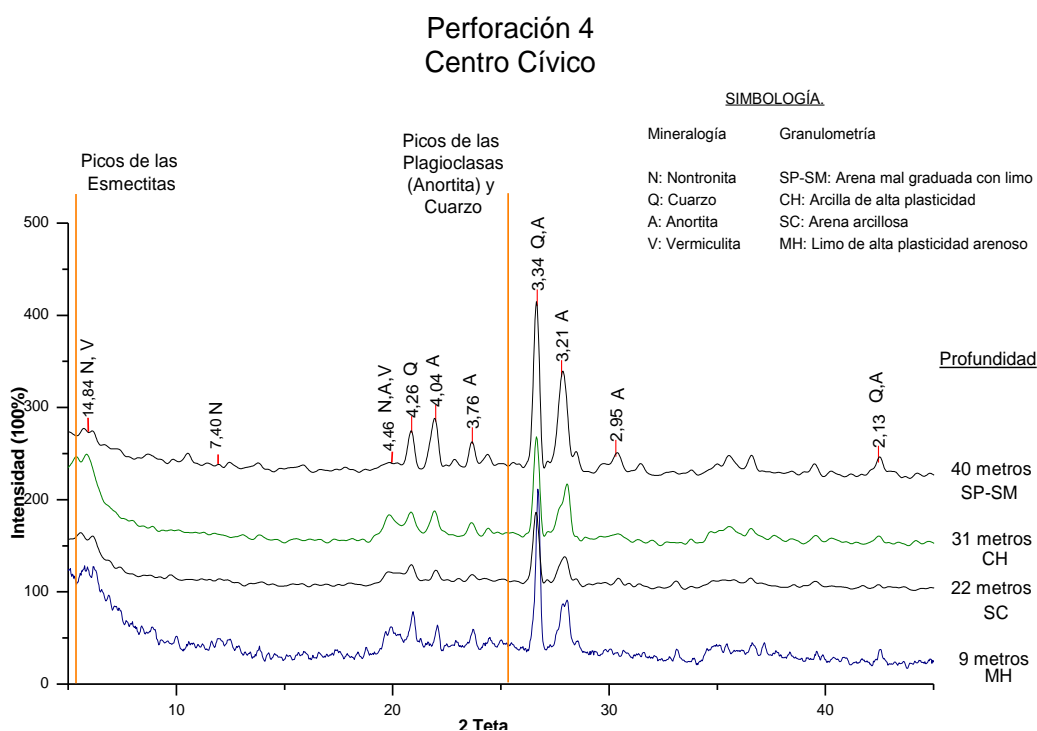 Perforación 4
Centro Cívico
SIMBOLOGÍA.
Mineralogía Granulometría
N: Nontronita SP-SM: Arena mal graduada con limo
Q: Cuarzo CH: Arcilla de alta plasticidad
A: Anortita SC: Arena arcillosa
V: Vermiculita MH: Limo de alta plasticidad arenoso
Picos de las
Esmectitas
Picos de las
Plagioclasas
(Anortita) y
Cuarzo
Intensidad (100%)
500
400
300
200
100
0
14,84 N, V
7,40 N
4,46 N,A,V
4,26 Q
4,04 A
3,76 A
3,34 Q,A
3,21 A
2,95 A
2,13 Q,A
Profundidad
40 metros
SP-SM
31 metros
CH
22 metros
SC
9 metros
MH
10 20 30 40
2 Teta